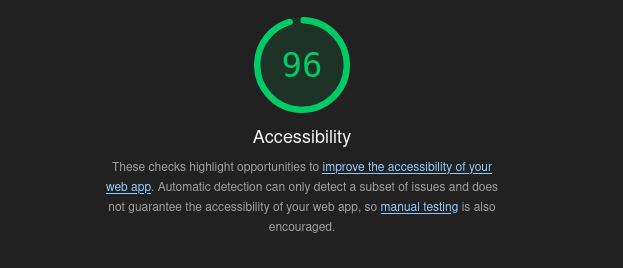 96
Accessibility
These checks highlight opportunities to improve the accessibility of your
web app. Automatic detection can only detect a subset of issues and does
not guarantee the accessibility of your web app, so manual testing is also
encouraged.